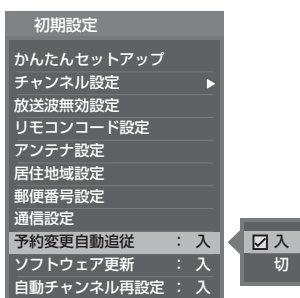 初期設定
かんたんセットアップ
チャンネル設定
放送波無効設定
リモコンコード設定
アンテナ設定
居住地域設定
郵便番号設定
通信設定
予約変更自動追従 : 入
ソフトウェア更新 : 入
自動チャンネル再設定 : 入
入
切